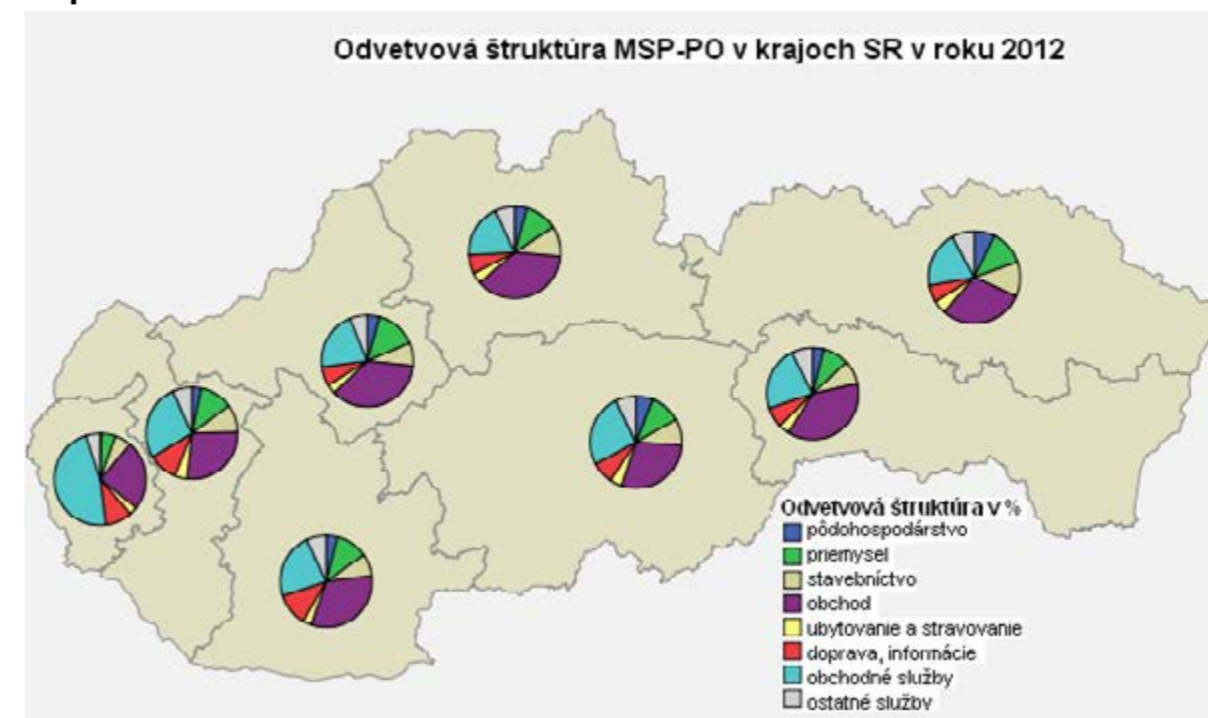 Odvetvová štruktúra MSP-PO v krajoch SR v roku 2012
Odvetvová štruktúra v %
pôdohospodárstvo
priemysel
stavebníctvo
obchod
ubytovanie a stravovanie
doprava, informácie
obchodné služby
ostatné služby